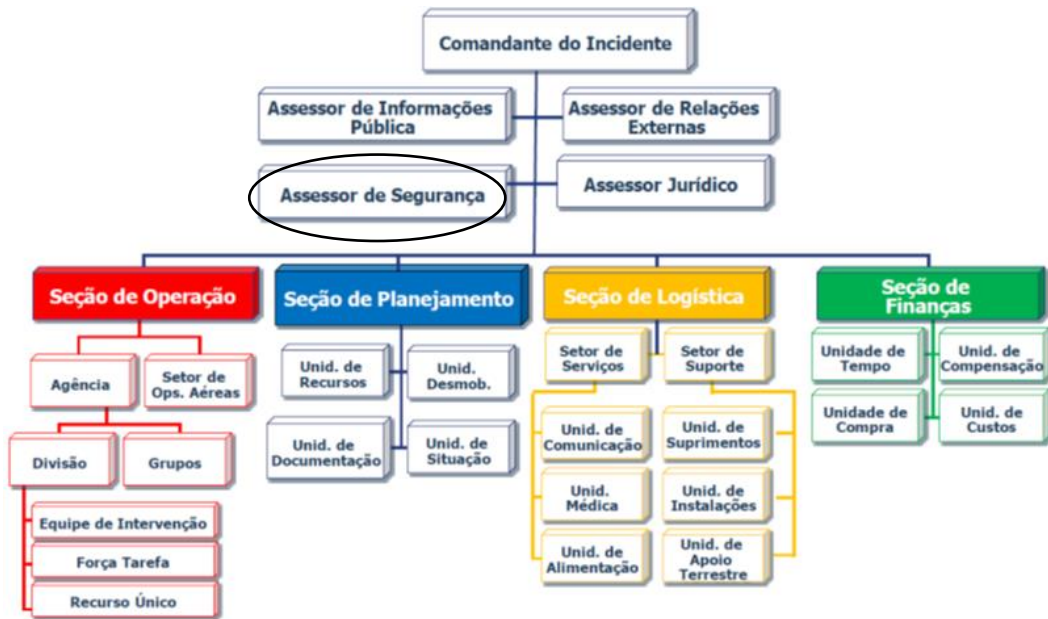 Comandante do Incidente
Assessor de Informações
Pública
Assessor de Relações
Externas
Assessor de Segurança
Assessor Jurídico
Seção de Operação
Seção de Planejamento
Seção de Logística
Seção de
Finanças
Agência
Setor de
Ops. Aéreas
Divisão
Grupos
Equipe de Intervenção
Força Tarefa
Recurso Único
Unid. de
Recursos
Unid.
Desmob.
Unid. de
Documentação
Unid. de
Situação
Setor de
Serviços
Setor de
Suporte
Unid. de
Comunicação
Unid. de
Suprimentos
Unid.
Médica
Unid. de
Instalações
Unid. de
Alimentação
Unid. de
Apoio
Terrestre
Unidade de
Tempo
Unid. de
Compensação
Unidade de
Compra
Unid. de
Custos